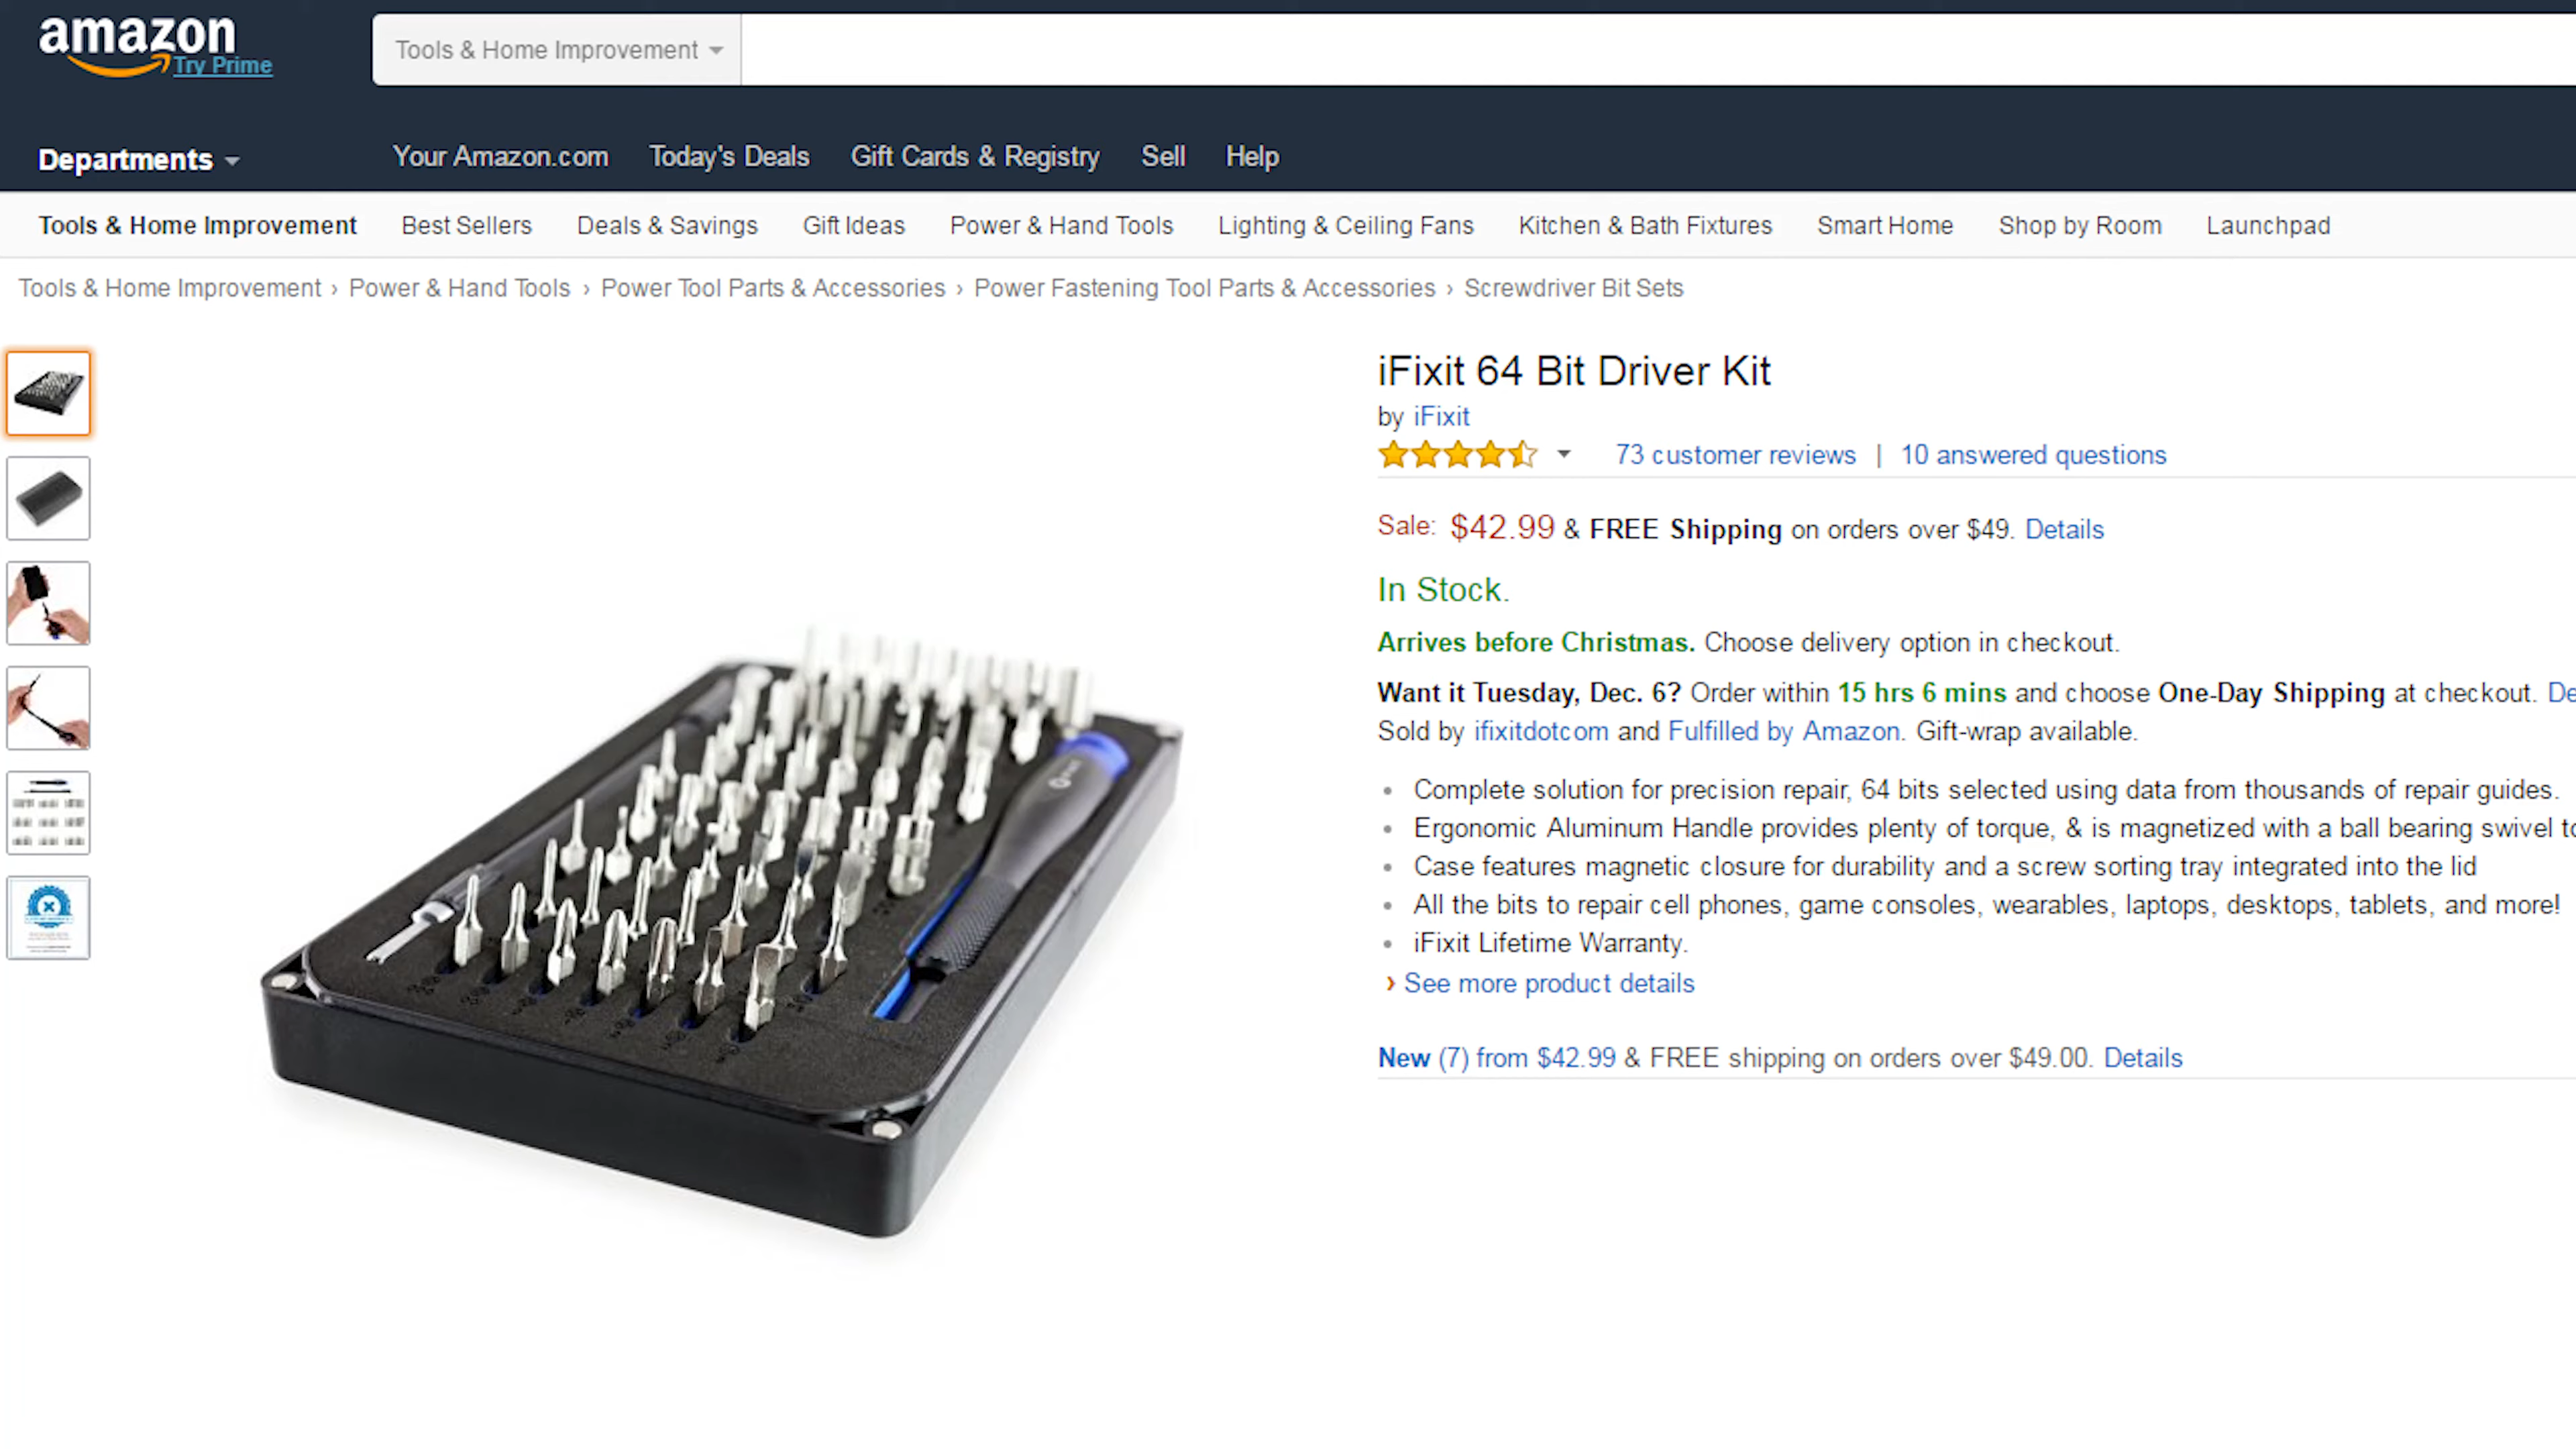 amazon
Try Prime
Tools & Home Improvement
Departments
Your Amazon.com Today's Deals Gift Cards & Registry Sell Help
Tools & Home Improvement Best Sellers Deals & Savings Gift Ideas Power & Hand Tools Lighting & Ceiling Fans Kitchen & Bath Fixtures Smart Home Shop by Room Launchpad
Tools & Home Improvement › Power & Hand Tools › Power Tool Parts & Accessories › Power Fastening Tool Parts & Accessories › Screwdriver Bit Sets
iFixit 64 Bit Driver Kit
by iFixit
73 customer reviews | 10 answered questions
Sale: $42.99 & FREE Shipping on orders over $49. Details
In Stock.
Arrives before Christmas. Choose delivery option in checkout.
Want it Tuesday, Dec. 6? Order within 15 hrs 6 mins and choose One-Day Shipping at checkout. De
Sold by ifixitdotcom and Fulfilled by Amazon. Gift-wrap available.
• Complete solution for precision repair, 64 bits selected using data from thousands of repair guides.
• Ergonomic Aluminum Handle provides plenty of torque, & is magnetized with a ball bearing swivel to
• Case features magnetic closure for durability and a screw sorting tray integrated into the lid
• All the bits to repair cell phones, game consoles, wearables, laptops, desktops, tablets, and more!
• iFixit Lifetime Warranty.
› See more product details
New (7) from $42.99 & FREE shipping on orders over $49.00. Details